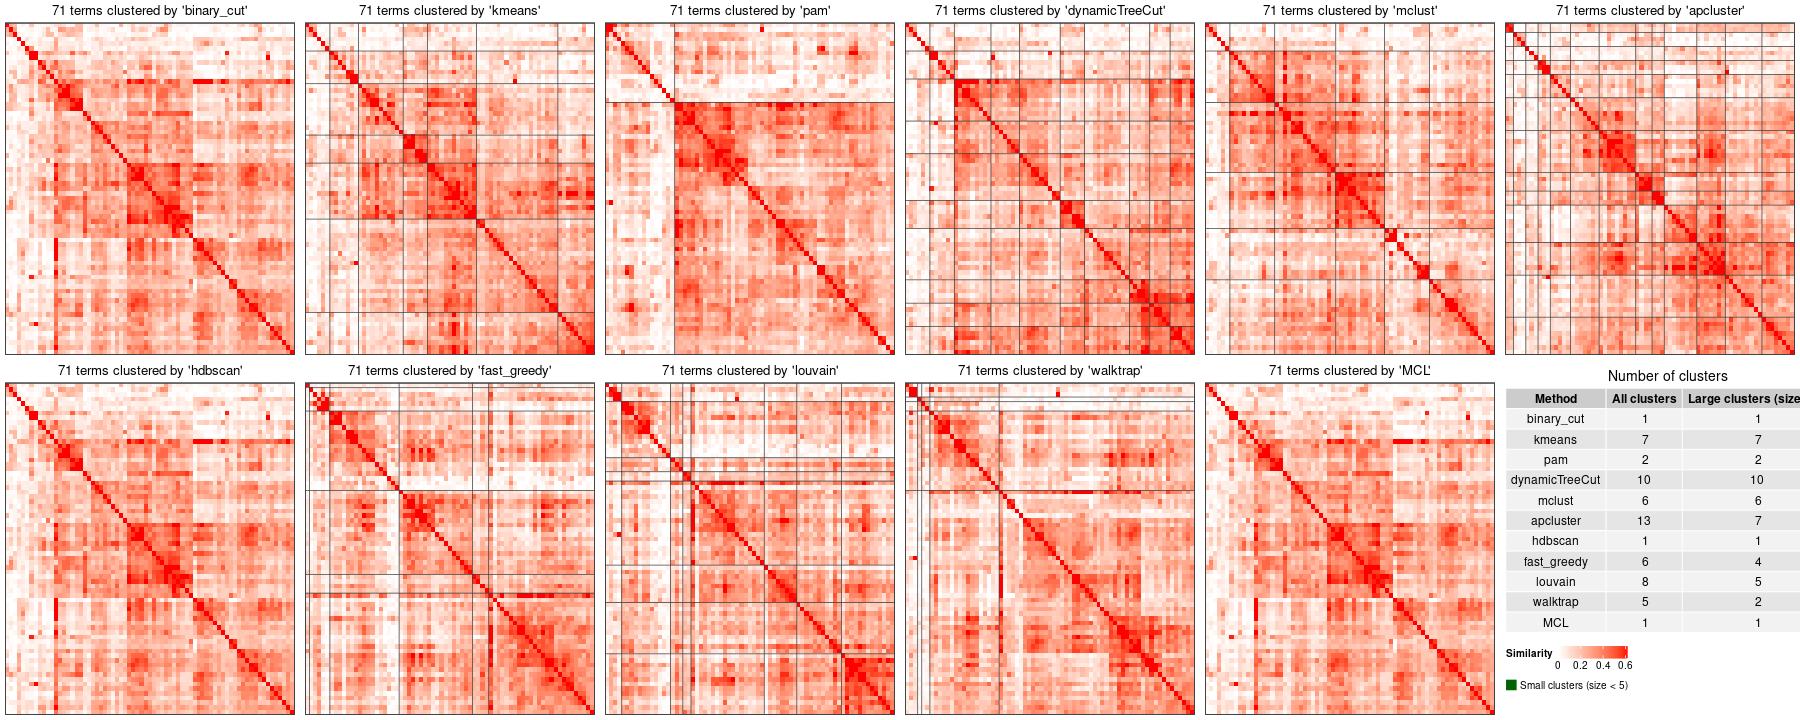 71 terms clustered by 'binary_cut'
71 terms clustered by 'kmeans'
71 terms clustered by 'pam'
71 terms clustered by 'dynamicTreeCut'
71 terms clustered by 'mclust'
71 terms clustered by 'apcluster'
71 terms clustered by 'hdbscan'
71 terms clustered by 'fast_greedy'
71 terms clustered by 'louvain'
71 terms clustered by 'walktrap'
71 terms clustered by 'MCL'
Number of clusters
Method All clusters Large clusters (size
binary_cut 1 1
kmeans 7 7
pam 2 2
dynamicTreeCut 10 10
mclust 6 6
apcluster 13 7
hdbscan 1 1
fast_greedy 6 4
louvain 8 5
walktrap 5 2
MCL 1 1
Similarity
0 0.2 0.4 0.6
Small clusters (size < 5)